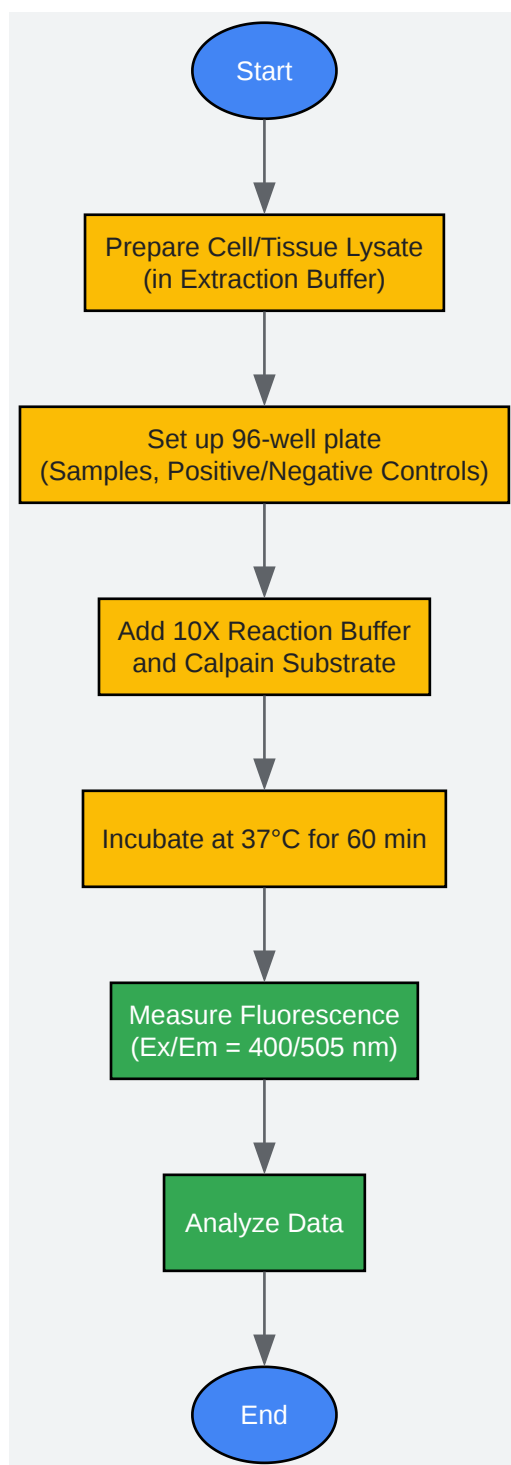 Start
Prepare Cell/Tissue Lysate
(in Extraction Buffer)
Set up 96-well plate
(Samples, Positive/Negative Controls)
Add 10X Reaction Buffer
and Calpain Substrate
Incubate at 37°C for 60 min
Measure Fluorescence
(Ex/Em = 400/505 nm)
Analyze Data
End